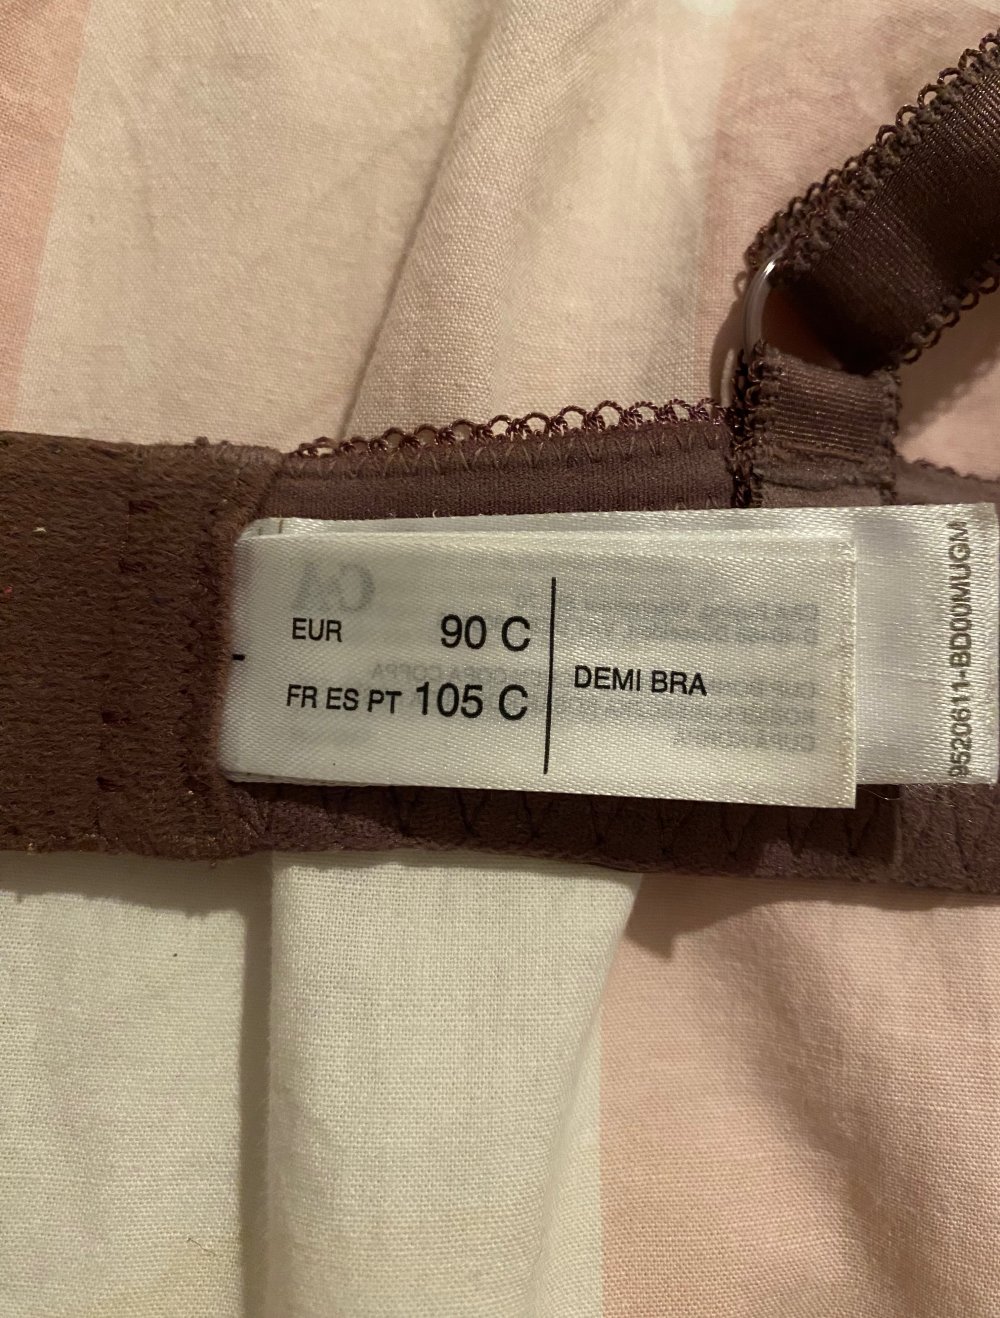 EUR 90 C
FR ES PT 105 C
DEMI BRA
9520611-BD00MUGM
C&A